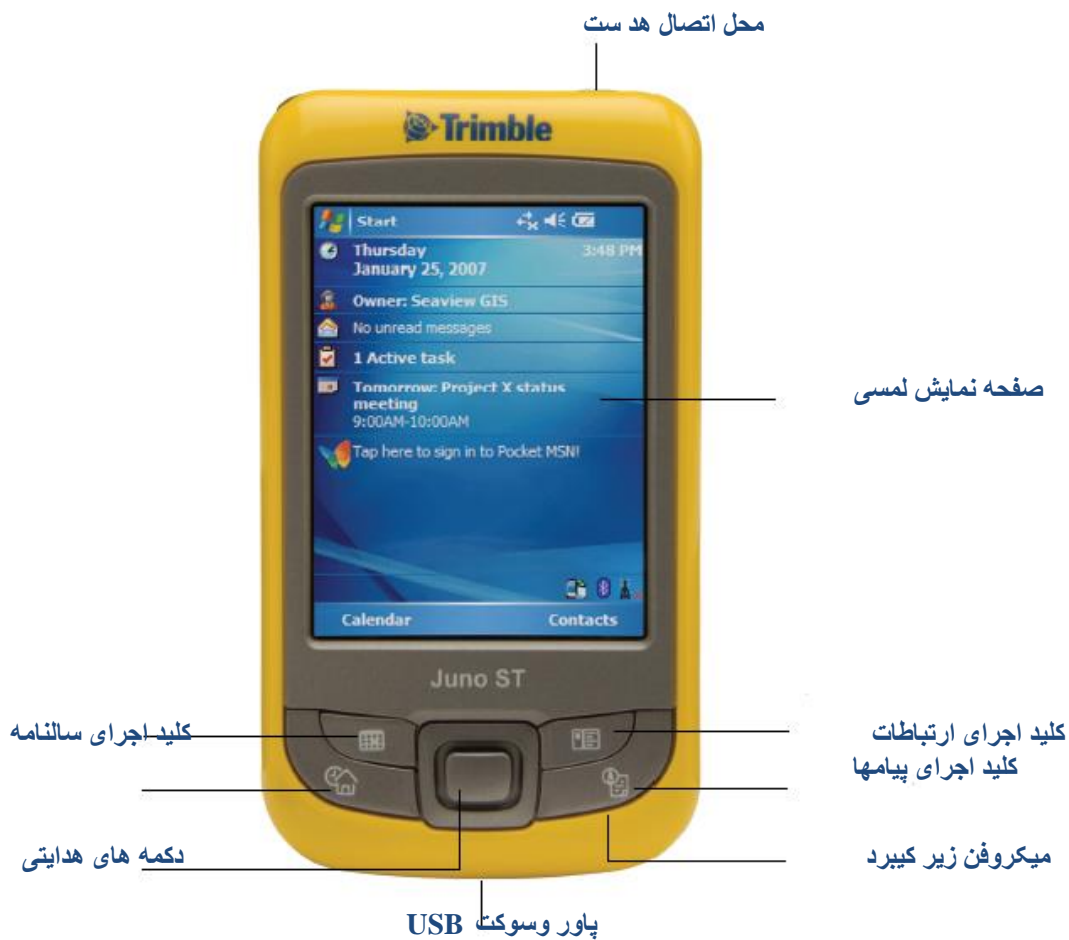 محل اتصال هد ست
Trimble
Start
Thursday 3:48 PM
January 25, 2007
Owner: Seaview GIS
No unread messages
1 Active task
Tomorrow: Project X status
meeting
9:00AM-10:00AM
صفحه نمایش لمسی
Tap here to sign in to Pocket MSN!
Calendar Contacts
Juno ST
کلید اجرای ارتباطات
کلید اجرای سالنامه
کلید اجرای پیامها
میکروفن زیر کیبرد
دکمه های هدایتی
پاور وسوکت USB